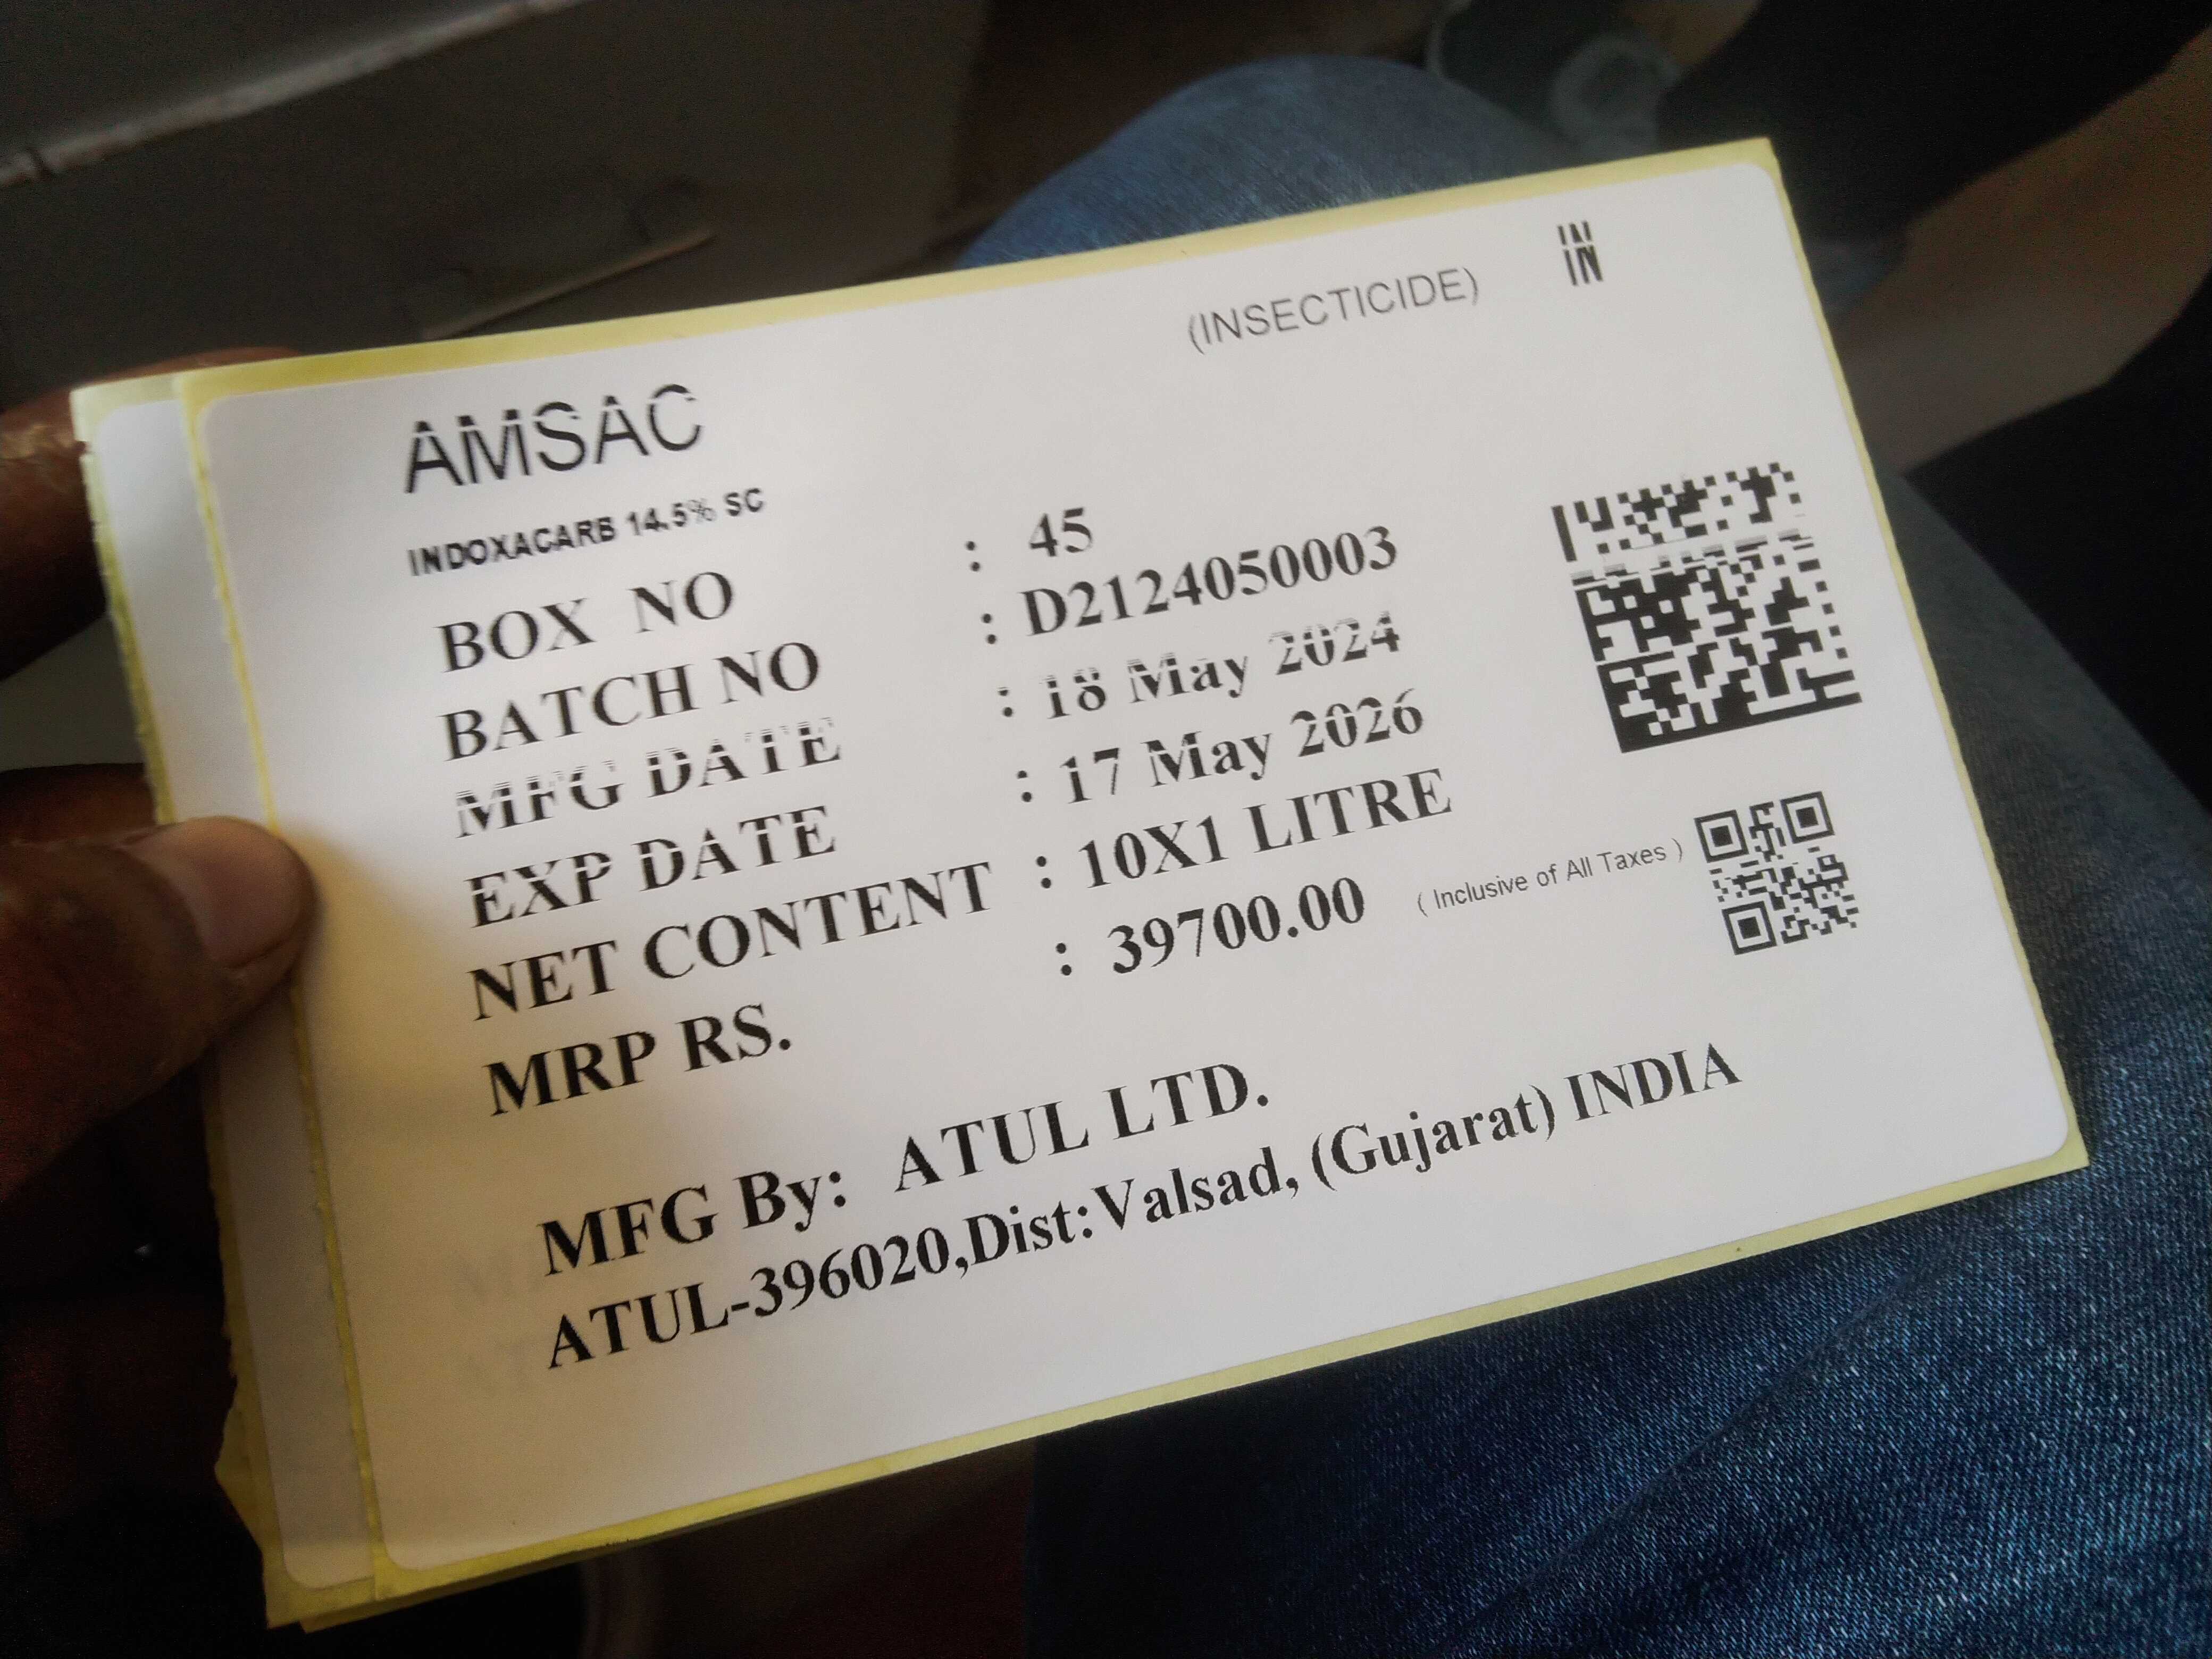 (INSECTICIDE) IN
AMSAC
INDOXACARB 14.5% SC
BOX NO : 45
BATCH NO : D2124050003
MFG DATE : 18 May 2024
EXP DATE : 17 May 2026
NET CONTENT : 10X1 LITRE
MRP RS. : 39700.00 ( Inclusive of All Taxes )
MFG By: ATUL LTD.
ATUL-396020,Dist:Valsad, (Gujarat) INDIA